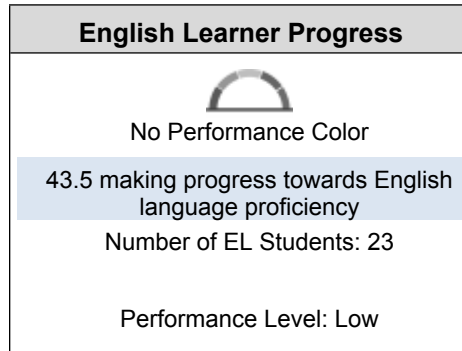 English Learner Progress
No Performance Color
43.5 making progress towards English
language proficiency
Number of EL Students: 23
Performance Level: Low